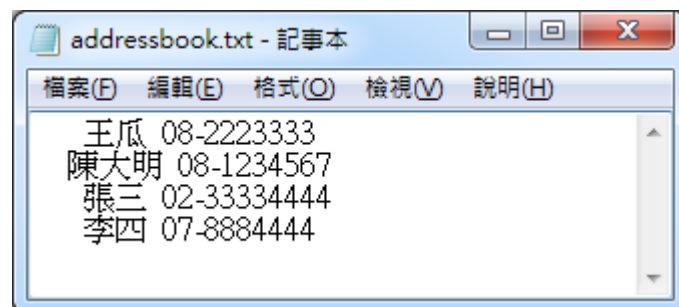 addressbook.txt - 記事本
檔案(F) 編輯(E) 格式(O) 檢視(V) 說明(H)
王瓜 08-2223333
陳大明 08-1234567
張三 02-33334444
李四 07-8884444